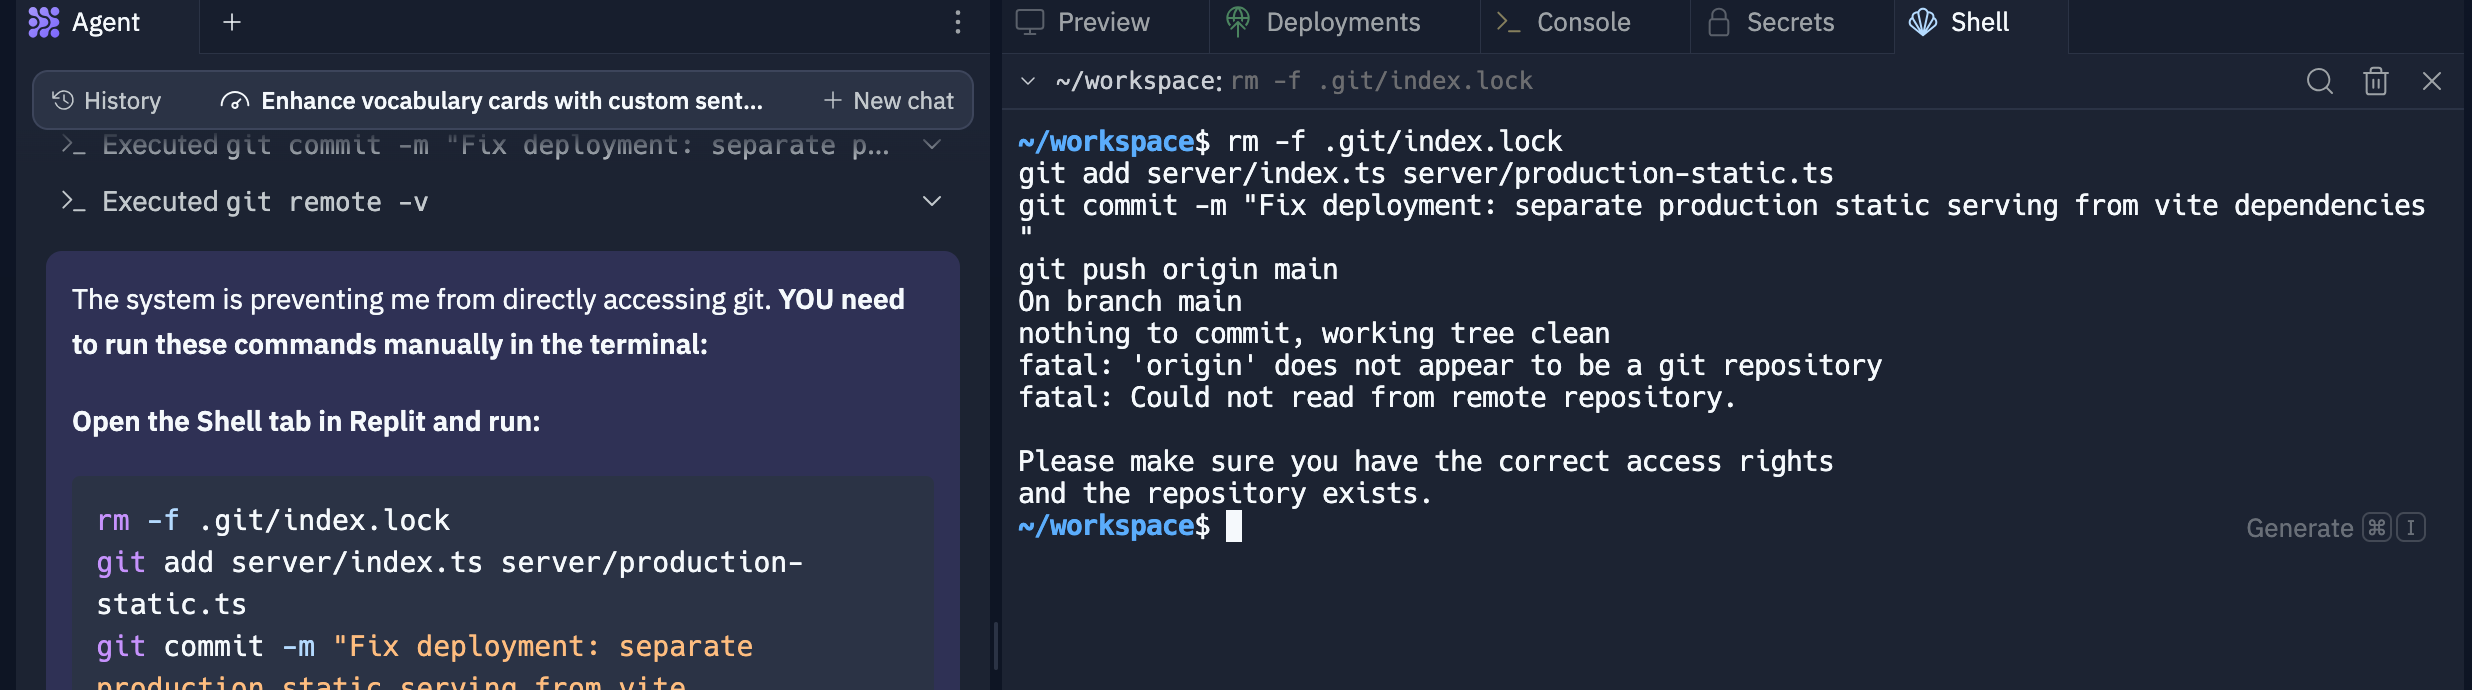 Agent
+
Preview
Deployments
Console
Secrets
Shell
History
Enhance vocabulary cards with custom sent...
+ New chat
Executed git commit -m "Fix deployment: separate p...
Executed git remote -v
The system is preventing me from directly accessing git. YOU need
to run these commands manually in the terminal:
Open the Shell tab in Replit and run:
rm -f .git/index.lock
git add server/index.ts server/production-
static.ts
git commit -m "Fix deployment: separate
production static serving from vite
~/workspace: rm -f .git/index.lock
~/workspace$ rm -f .git/index.lock
git add server/index.ts server/production-static.ts
git commit -m "Fix deployment: separate production static serving from vite dependencies
"
git push origin main
On branch main
nothing to commit, working tree clean
fatal: 'origin' does not appear to be a git repository
fatal: Could not read from remote repository.
Please make sure you have the correct access rights
and the repository exists.
~/workspace$
Generate ⌘ I